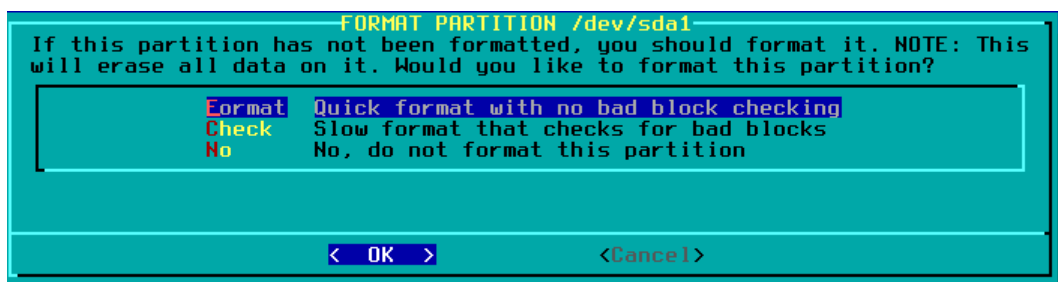 FORMAT PARTITION /dev/sda1
If this partition has not been formatted, you should format it. NOTE: This
will erase all data on it. Would you like to format this partition?
Format Quick format with no bad block checking
Check Slow format that checks for bad blocks
No No, do not format this partition
< OK > <Cancel>